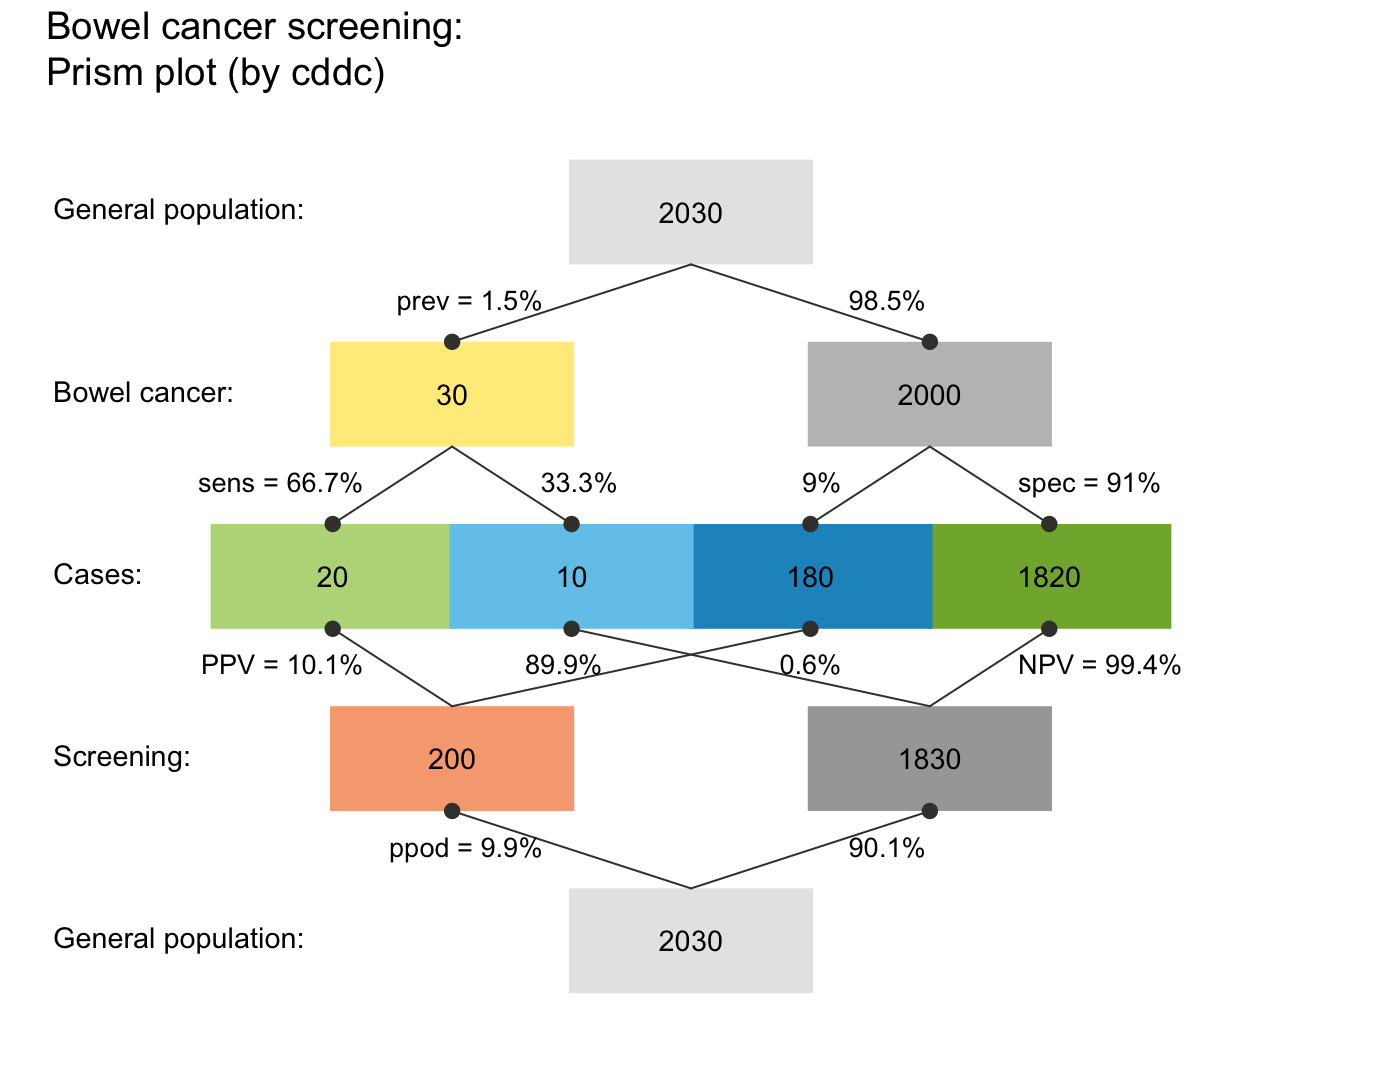 Bowel cancer screening:
Prism plot (by cddc)
General population:
2030
prev = 1.5%
98.5%
Bowel cancer:
30
2000
sens = 66.7%
33.3%
9%
spec = 91%
Cases:
20
10
180
1820
PPV = 10.1%
89.9%
0.6%
NPV = 99.4%
Screening:
200
1830
ppod = 9.9%
90.1%
General population:
2030